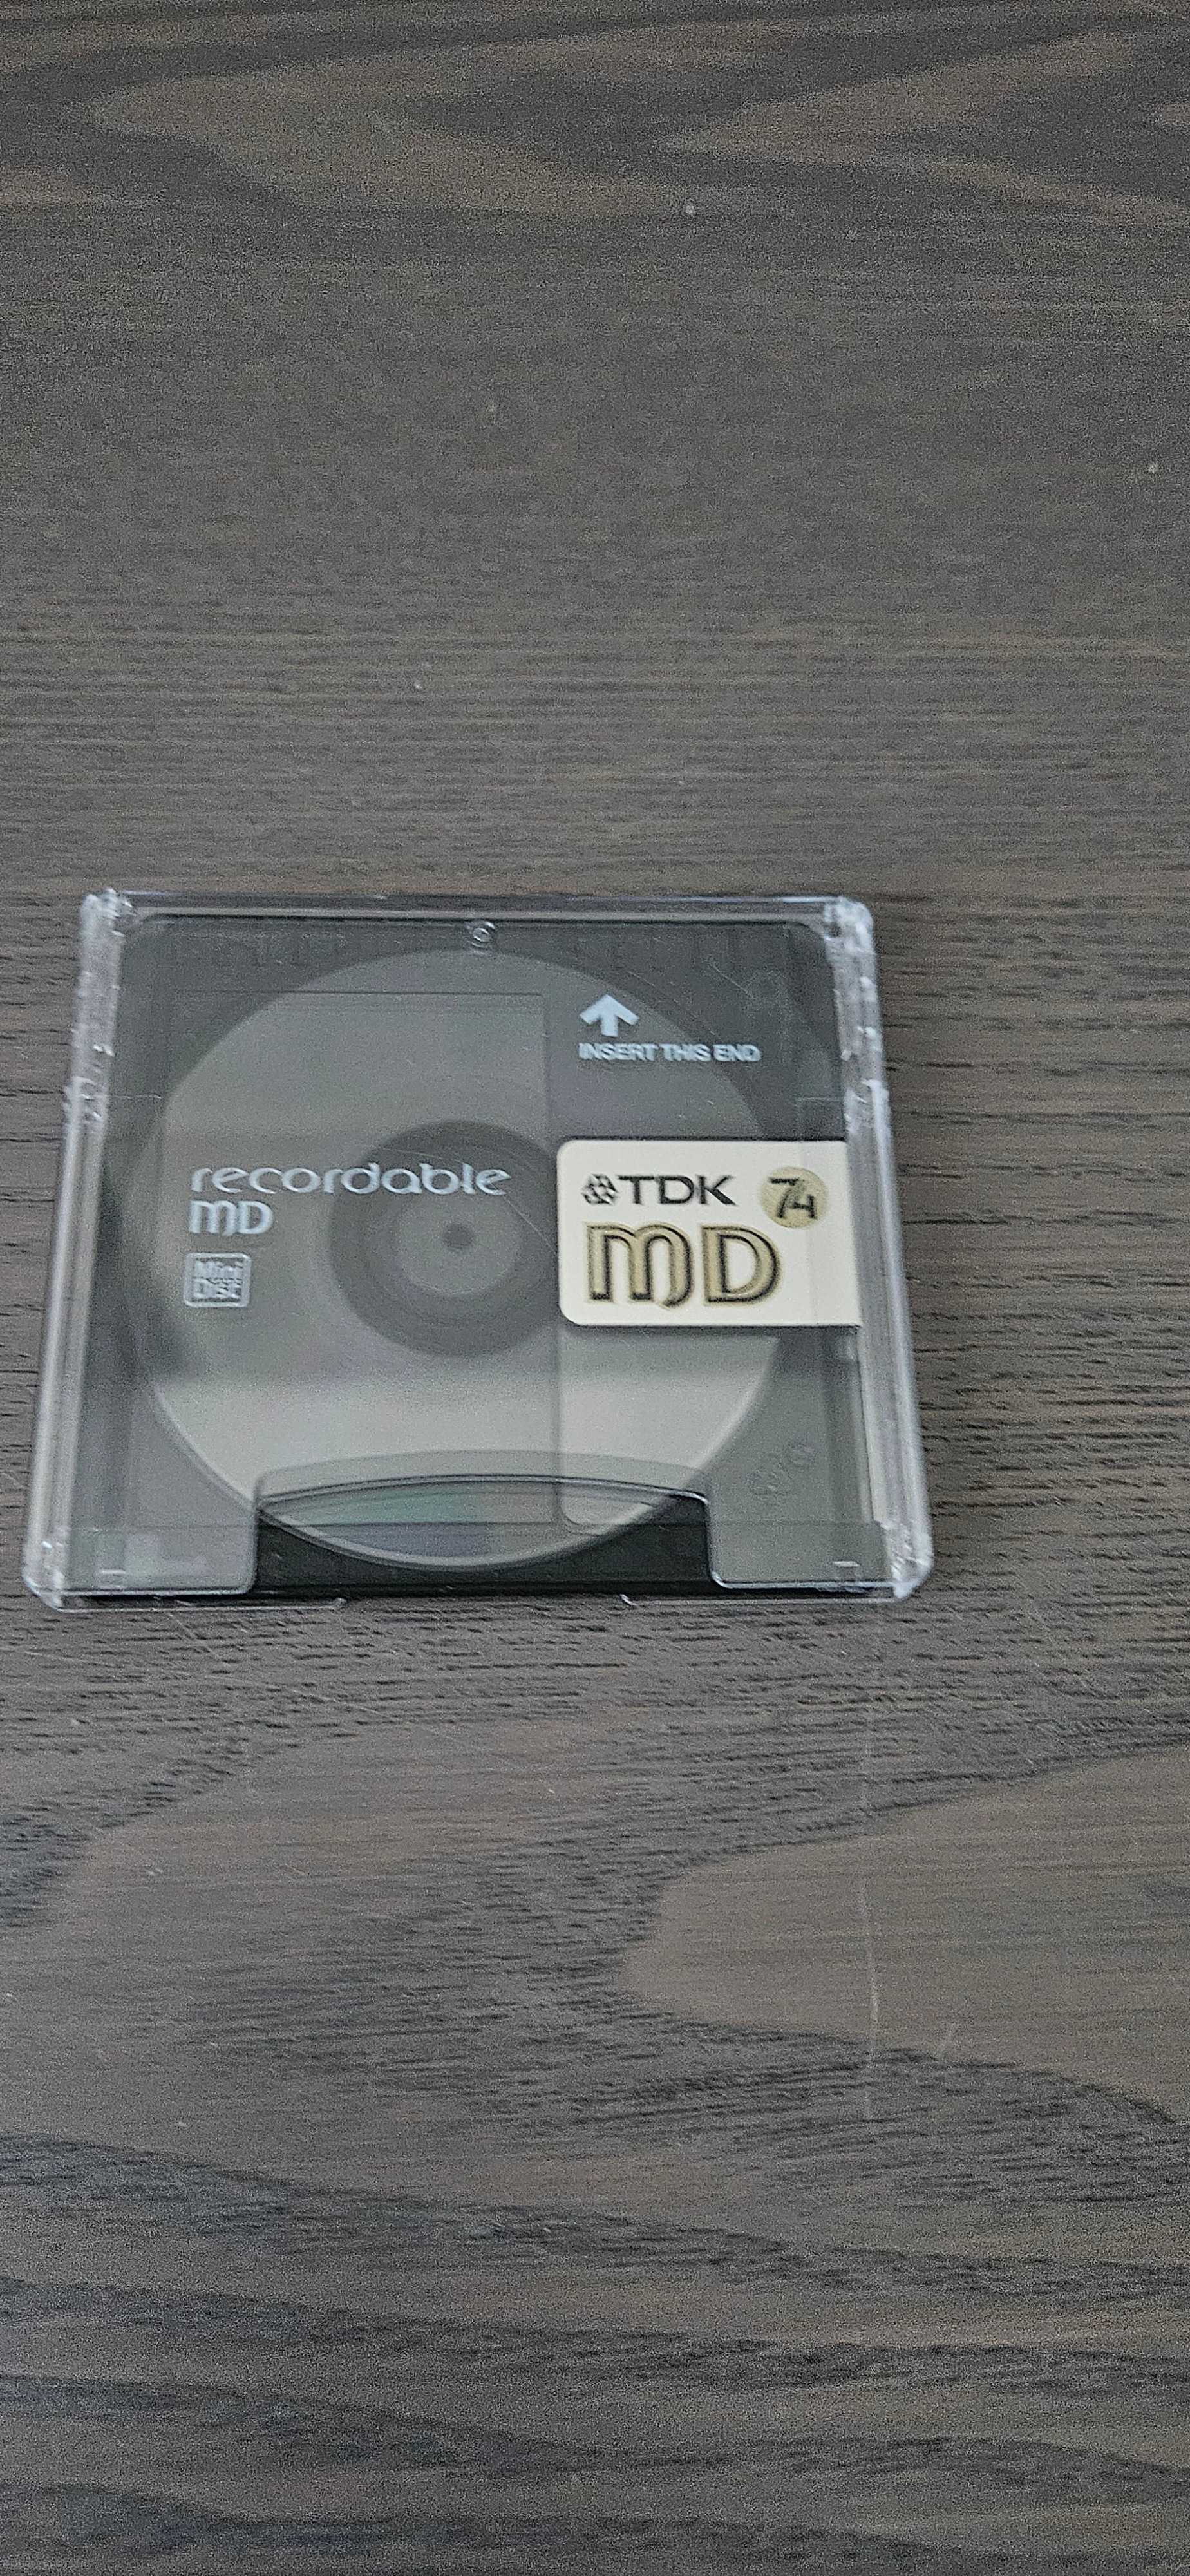 INSERT THIS END
recordable
MD
Mini
Disc
TDK 74
MD